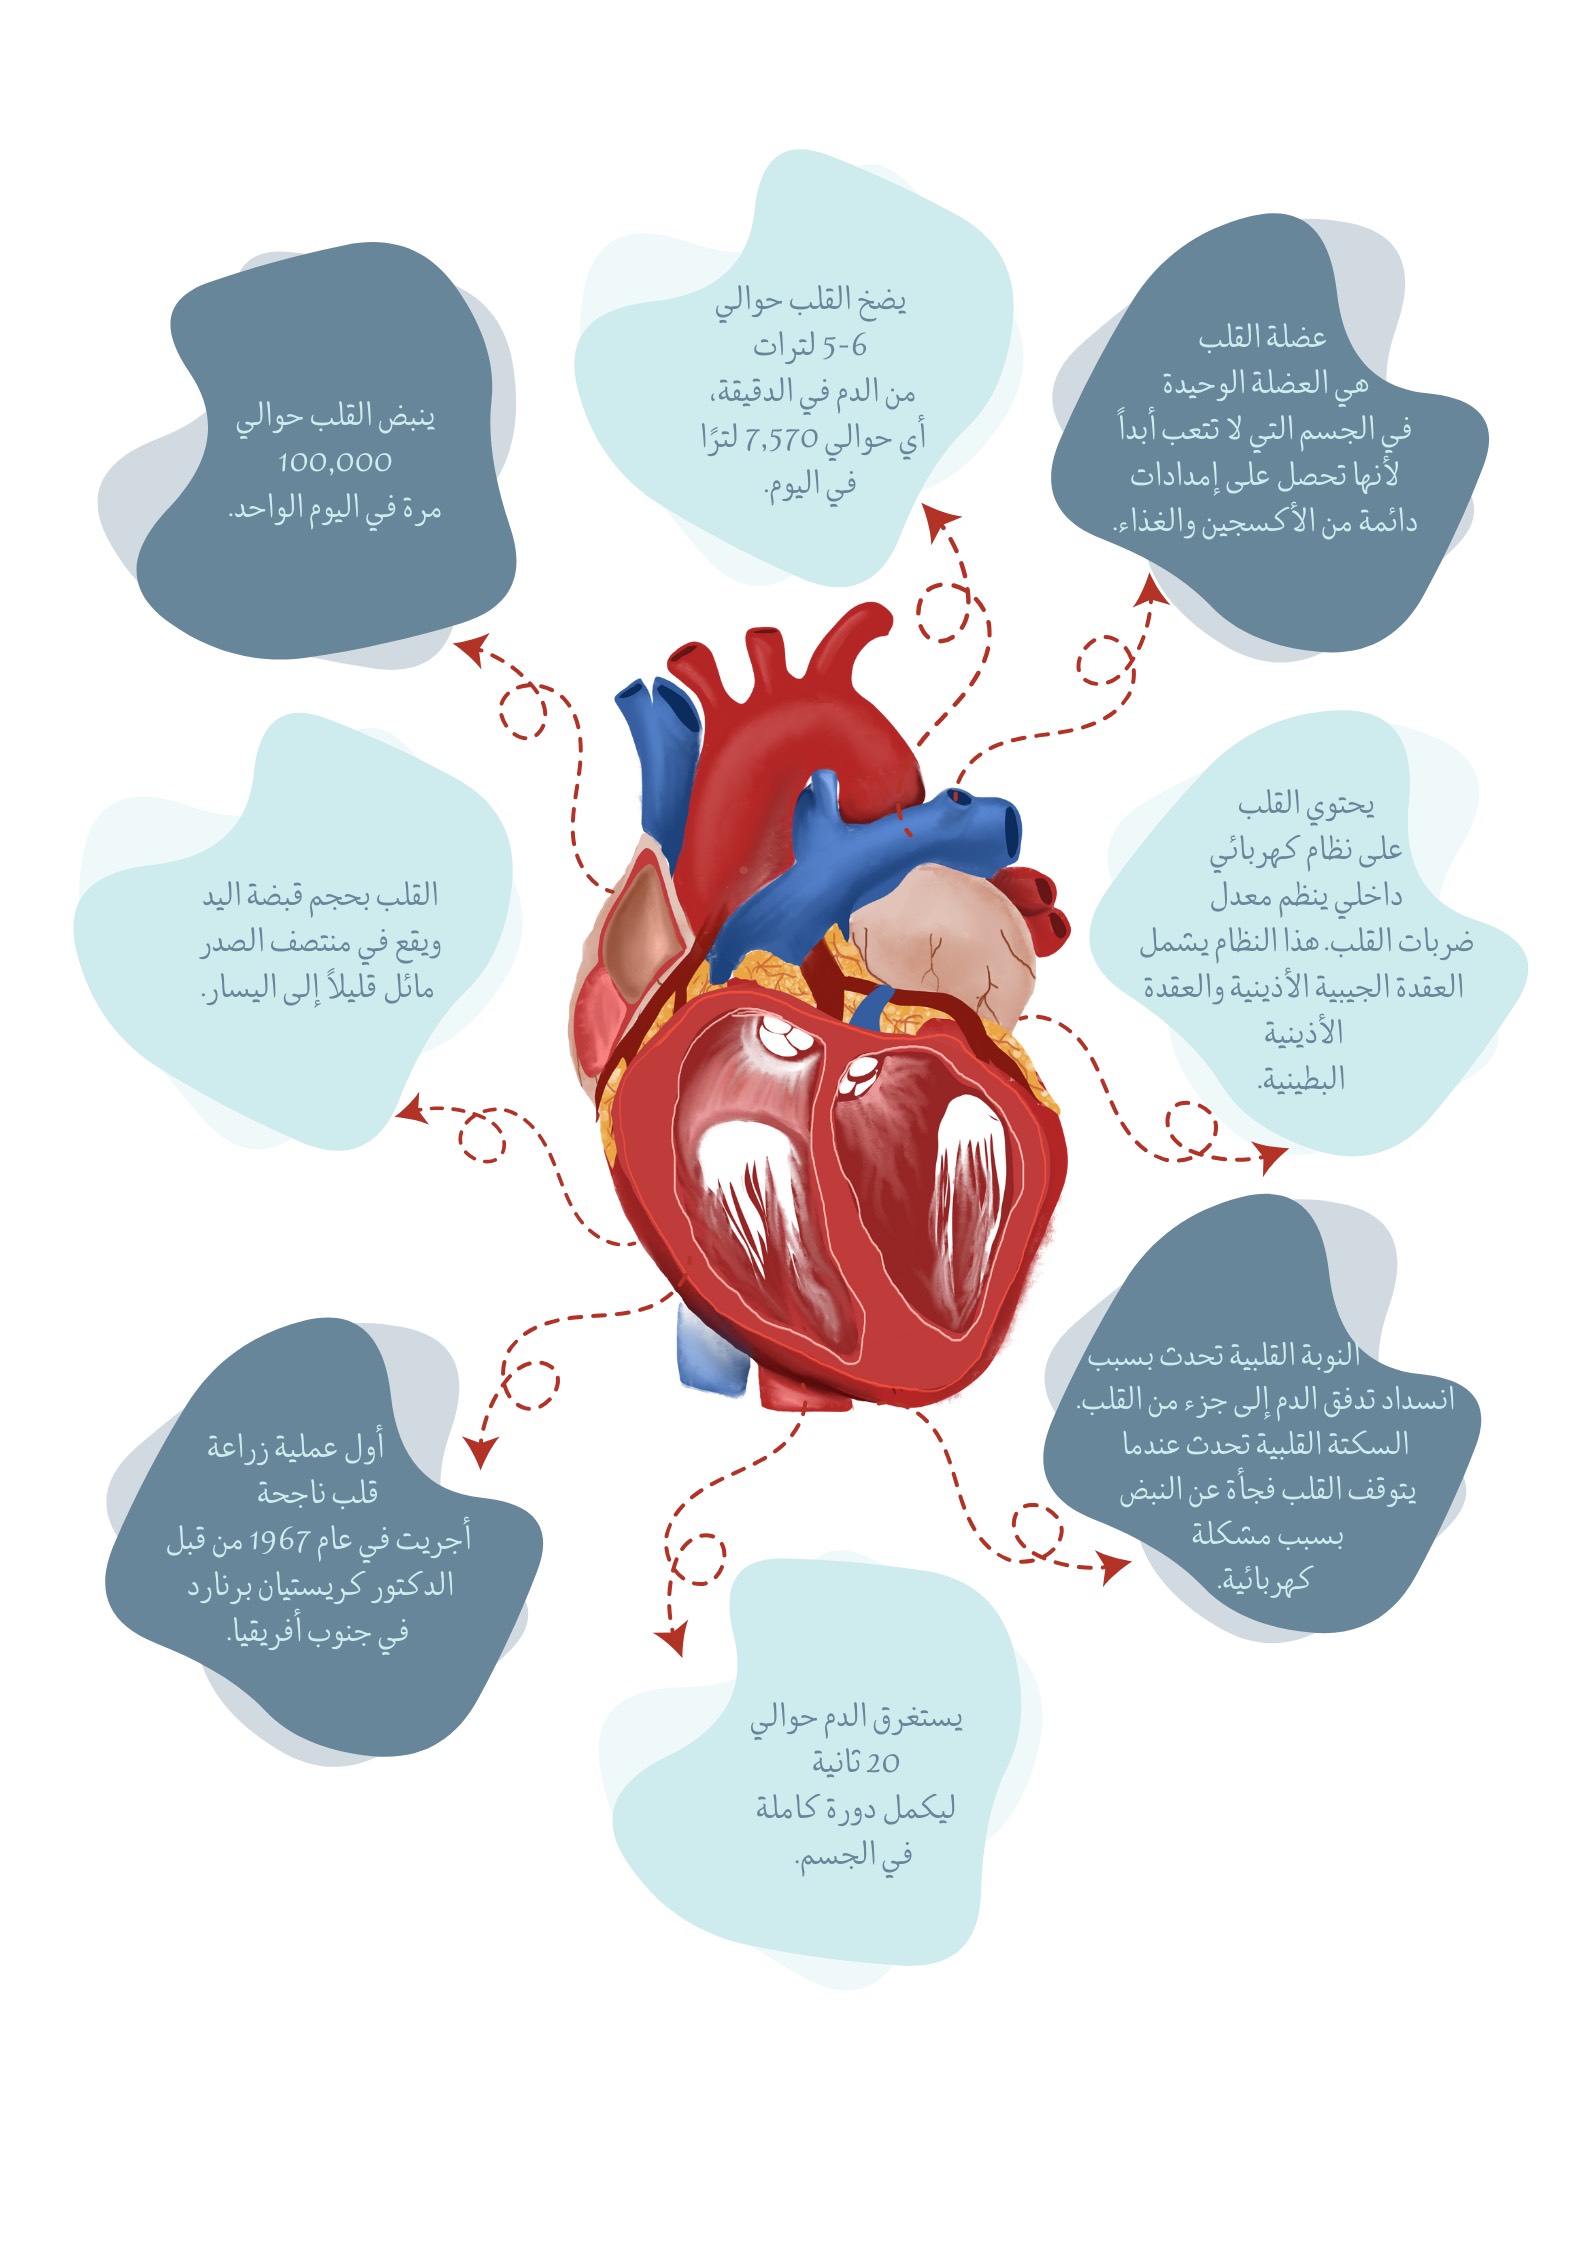 عضلة القلب
هي العضلة الوحيدة
في الجسم التي لا تتعب أبداً
لأنها تحصل على إمدادات
دائمة من الأكسجين والغذاء.
يضخ القلب حوالي
5-6 لترات
من الدم في الدقيقة،
أي حوالي 7,570 لترًا
في اليوم.
ينبض القلب حوالي
100,000
مرة في اليوم الواحد.
يحتوي القلب
على نظام كهربائي
داخلي ينظم معدل
ضربات القلب. هذا النظام يشمل
العقدة الجيبية الأذينية والعقدة
الأذينية
البطينية.
القلب بحجم قبضة اليد
ويقع في منتصف الصدر
مائل قليلاً إلى اليسار.
النوبة القلبية تحدث بسبب
انسداد تدفق الدم إلى جزء من القلب.
السكتة القلبية تحدث عندما
يتوقف القلب فجأة عن النبض
بسبب مشكلة
كهربائية.
أول عملية زراعة
قلب ناجحة
أجريت في عام 1967 من قبل
الدكتور كريستيان برنارد
في جنوب أفريقيا.
يستغرق الدم حوالي
20 ثانية
ليكمل دورة كاملة
في الجسم.